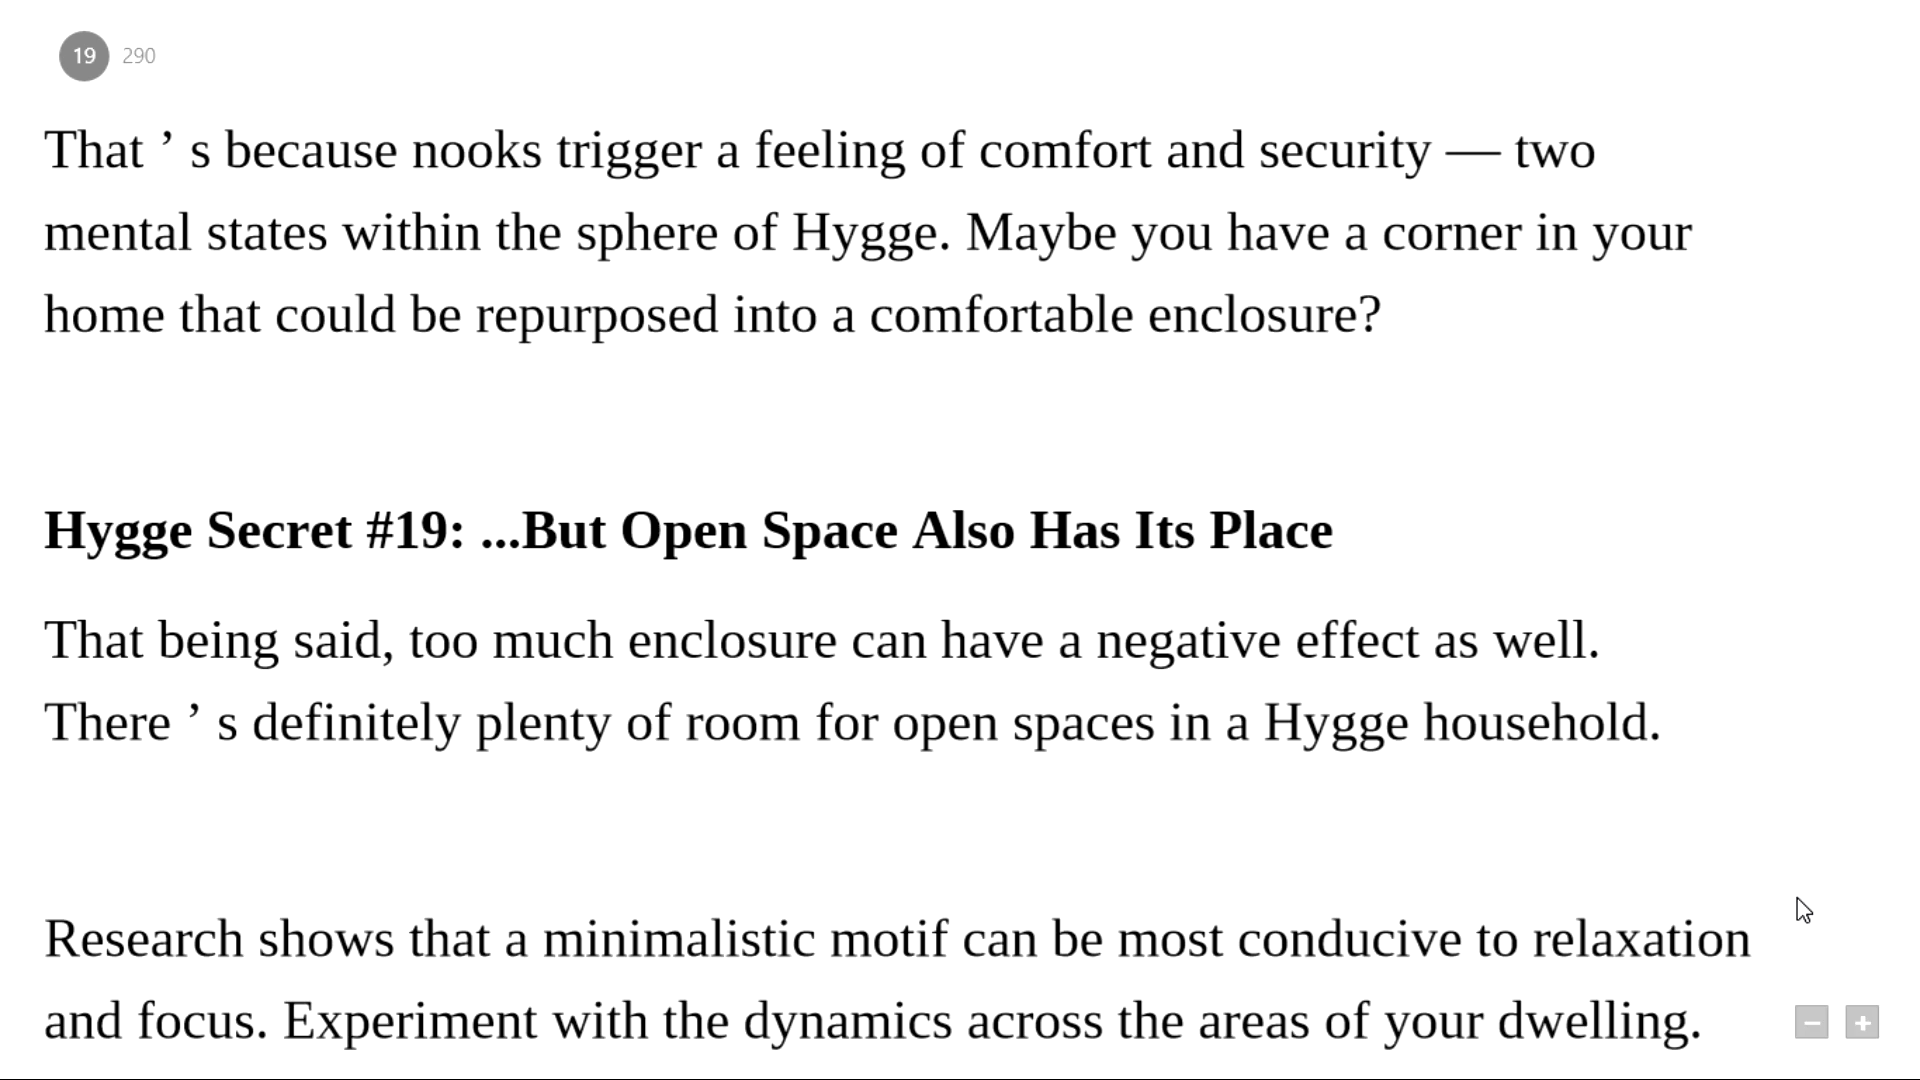 19 290
That ’ s because nooks trigger a feeling of comfort and security — two
mental states within the sphere of Hygge. Maybe you have a corner in your
home that could be repurposed into a comfortable enclosure?
Hygge Secret #19: ...But Open Space Also Has Its Place
That being said, too much enclosure can have a negative effect as well.
There ’ s definitely plenty of room for open spaces in a Hygge household.
Research shows that a minimalistic motif can be most conducive to relaxation
and focus. Experiment with the dynamics across the areas of your dwelling.